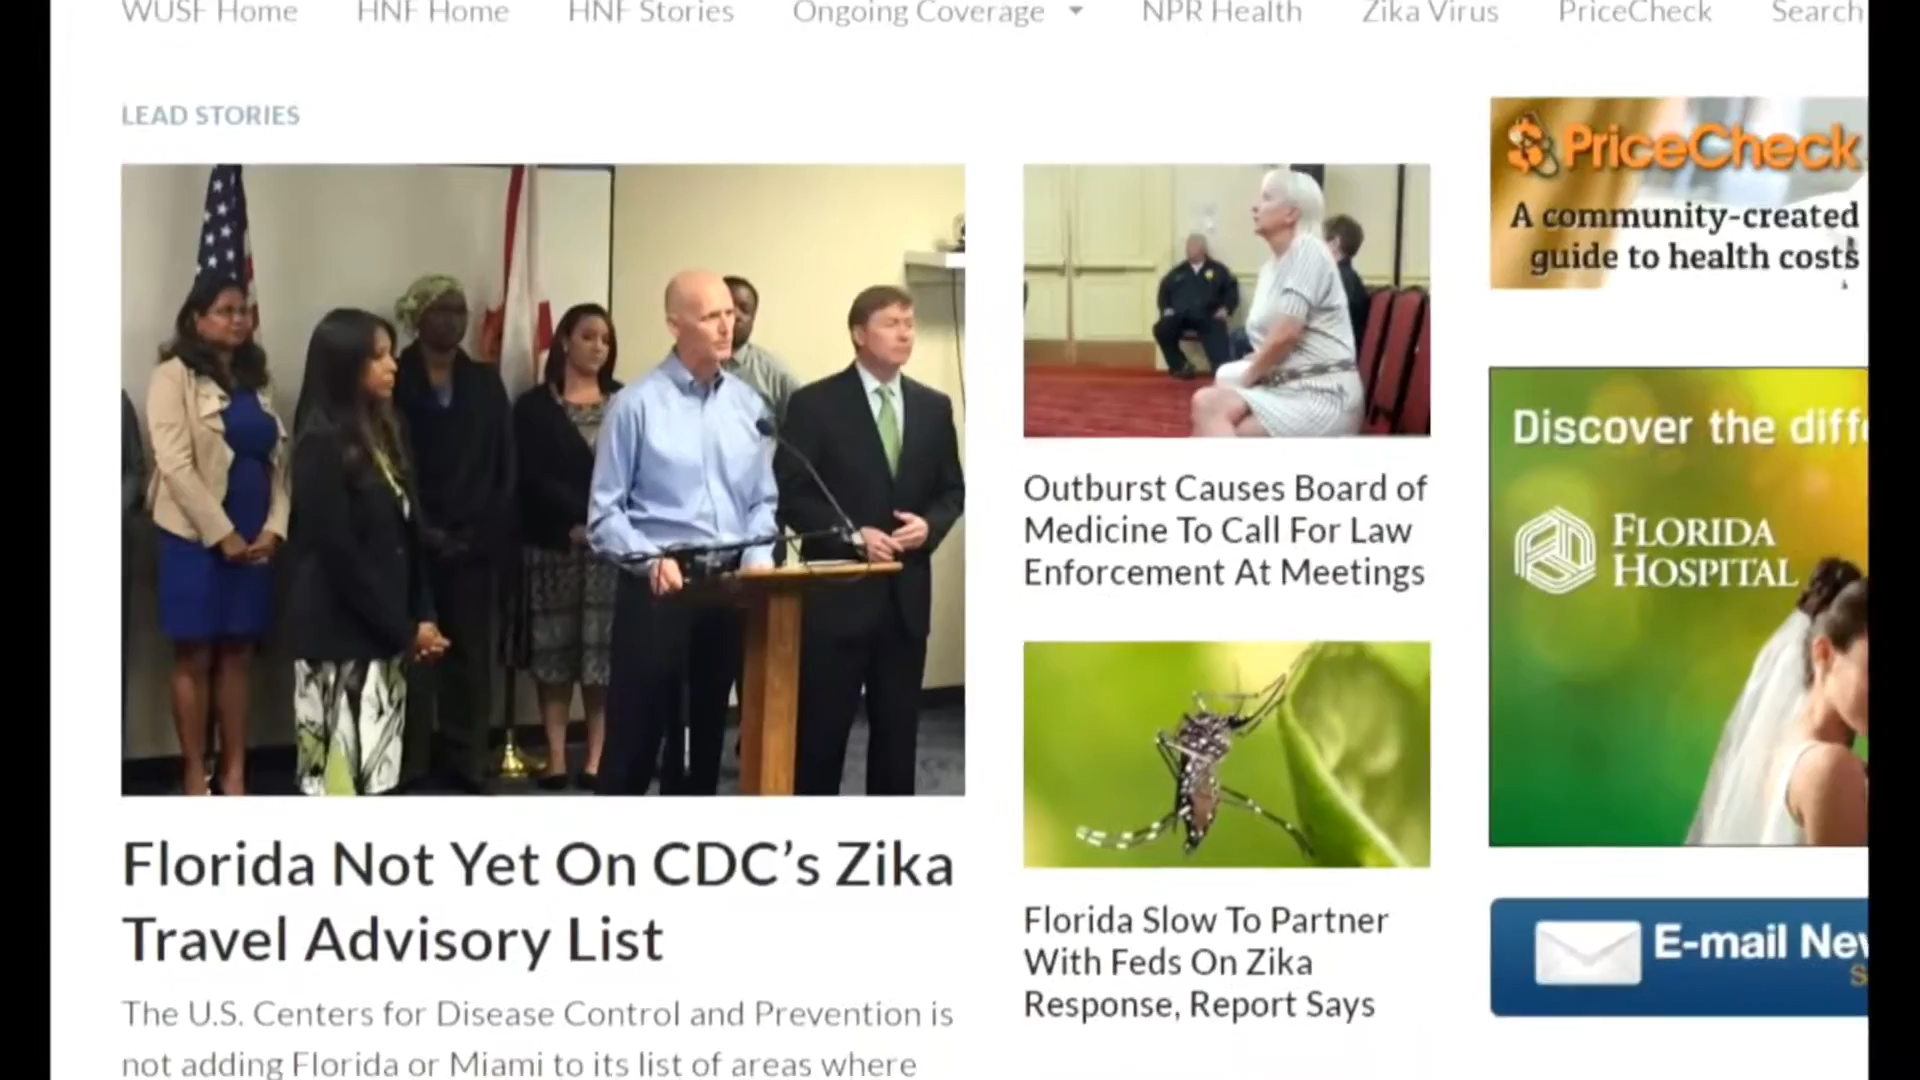 WUSF Home HNF Home HNF Stories Ongoing Coverage NPR Health Zika Virus PriceCheck Search
LEAD STORIES
Florida Not Yet On CDC’s Zika
Travel Advisory List
The U.S. Centers for Disease Control and Prevention is
not adding Florida or Miami to its list of areas where
Outburst Causes Board of
Medicine To Call For Law
Enforcement At Meetings
Florida Slow To Partner
With Feds On Zika
Response, Report Says
PriceCheck
A community-created
guide to health costs
Discover the diff
FLORIDA
HOSPITAL
E-mail Ne